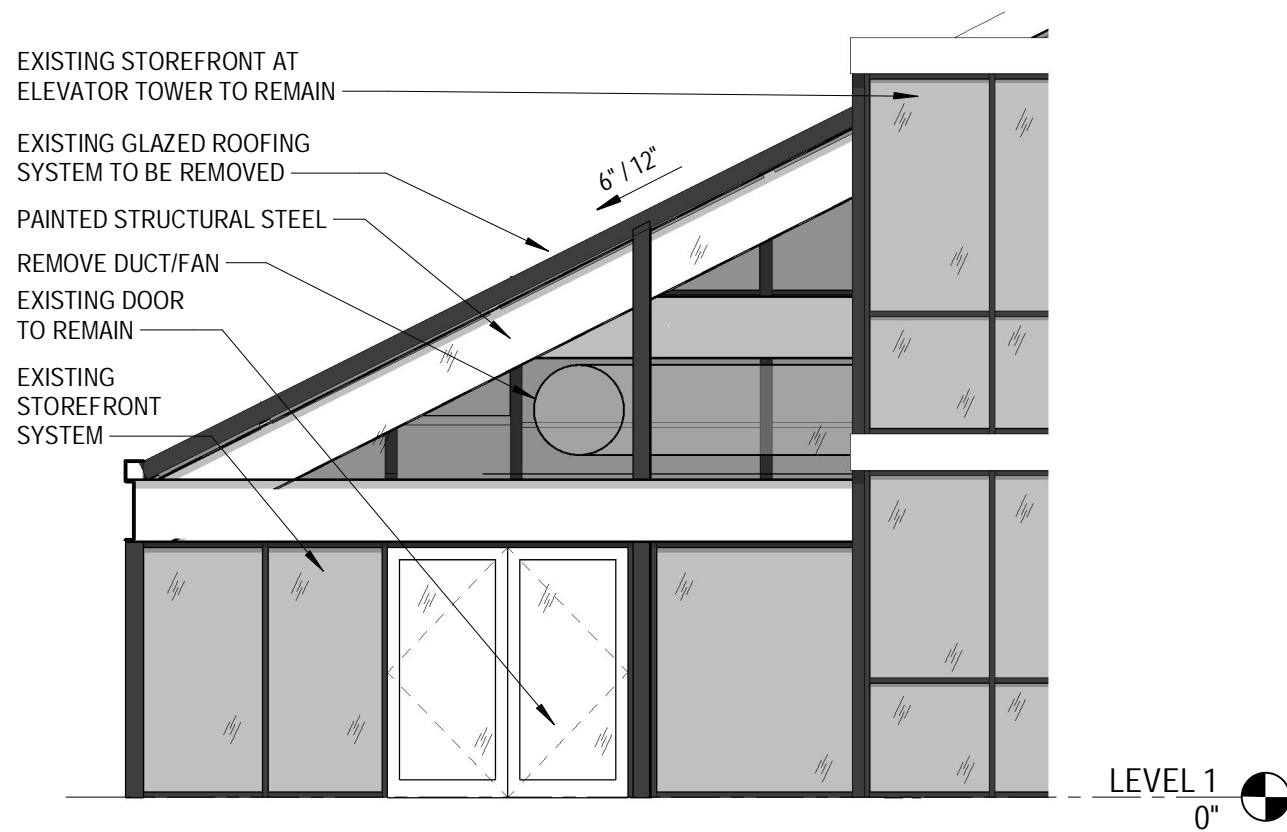 EXISTING STOREFRONT AT
ELEVATOR TOWER TO REMAIN
EXISTING GLAZED ROOFING
SYSTEM TO BE REMOVED
6" / 12"
PAINTED STRUCTURAL STEEL
REMOVE DUCT/FAN
EXISTING DOOR
TO REMAIN
EXISTING
STOREFRONT
SYSTEM
LEVEL 1
0"